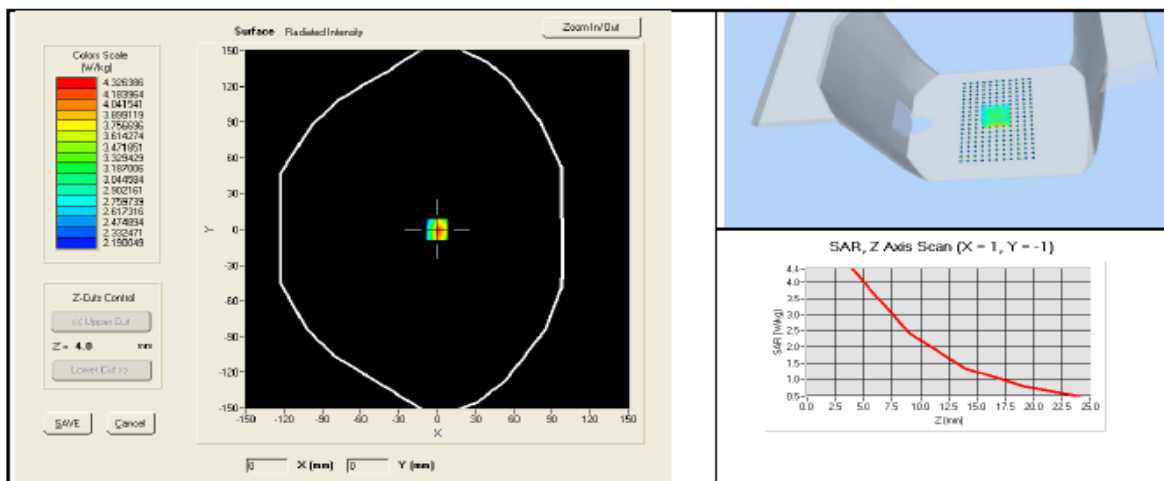 Surface Radiated Intensity
Zoom In/Out
Colors Scale
(W/kg)
4.326386
4.183964
4.041541
3.899119
3.756696
3.614274
3.471851
3.329429
3.187006
3.044584
2.902161
2.759739
2.617316
2.474894
2.332471
2.190049
Z-Cuts Control
<< Upper Cut
Z = 4.0 mm
Lower Cut >>
SAVE
Cancel
Y
150
120
90
60
30
0
-30
-60
-90
-120
-150
-150 -120 -90 -60 -30 0 30 60 90 120 150
X
0 X (mm) 0 Y (mm)
SAR, Z Axis Scan (X = 1, Y = -1)
SAR (W/kg)
4.4
4.0
3.5
3.0
2.5
2.0
1.5
1.0
0.5
0.0 2.5 5.0 7.5 10.0 12.5 15.0 17.5 20.0 22.5 25.0
Z (mm)